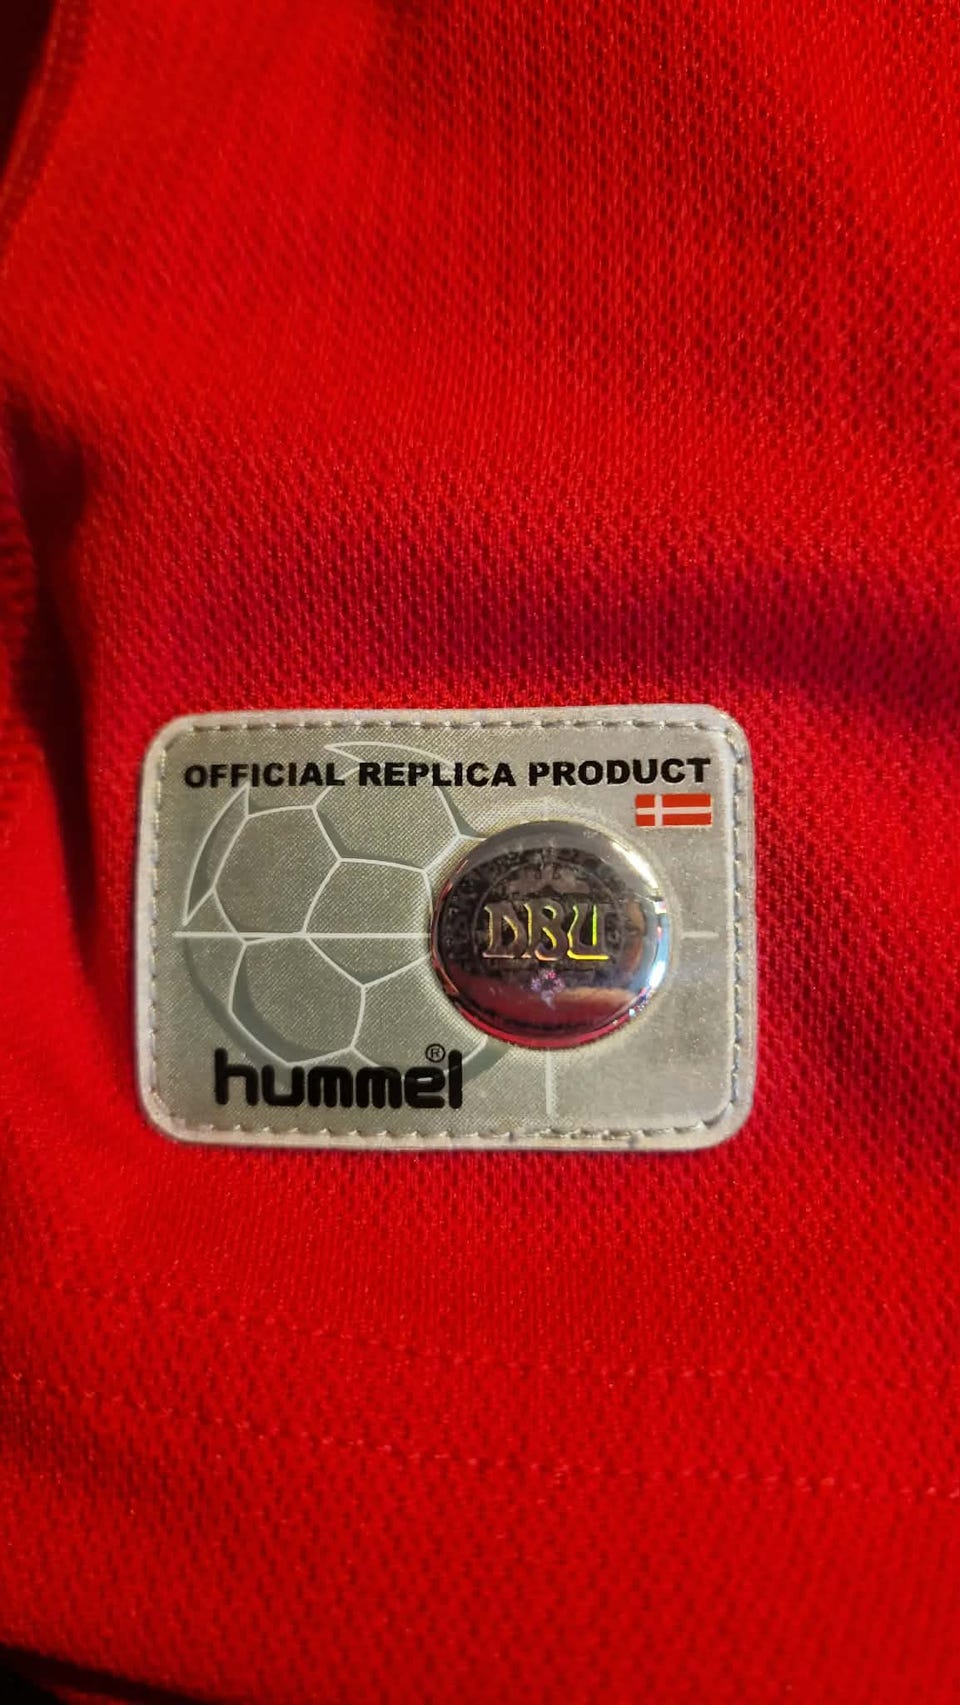 OFFICIAL REPLICA PRODUCT
DBU
hummel®